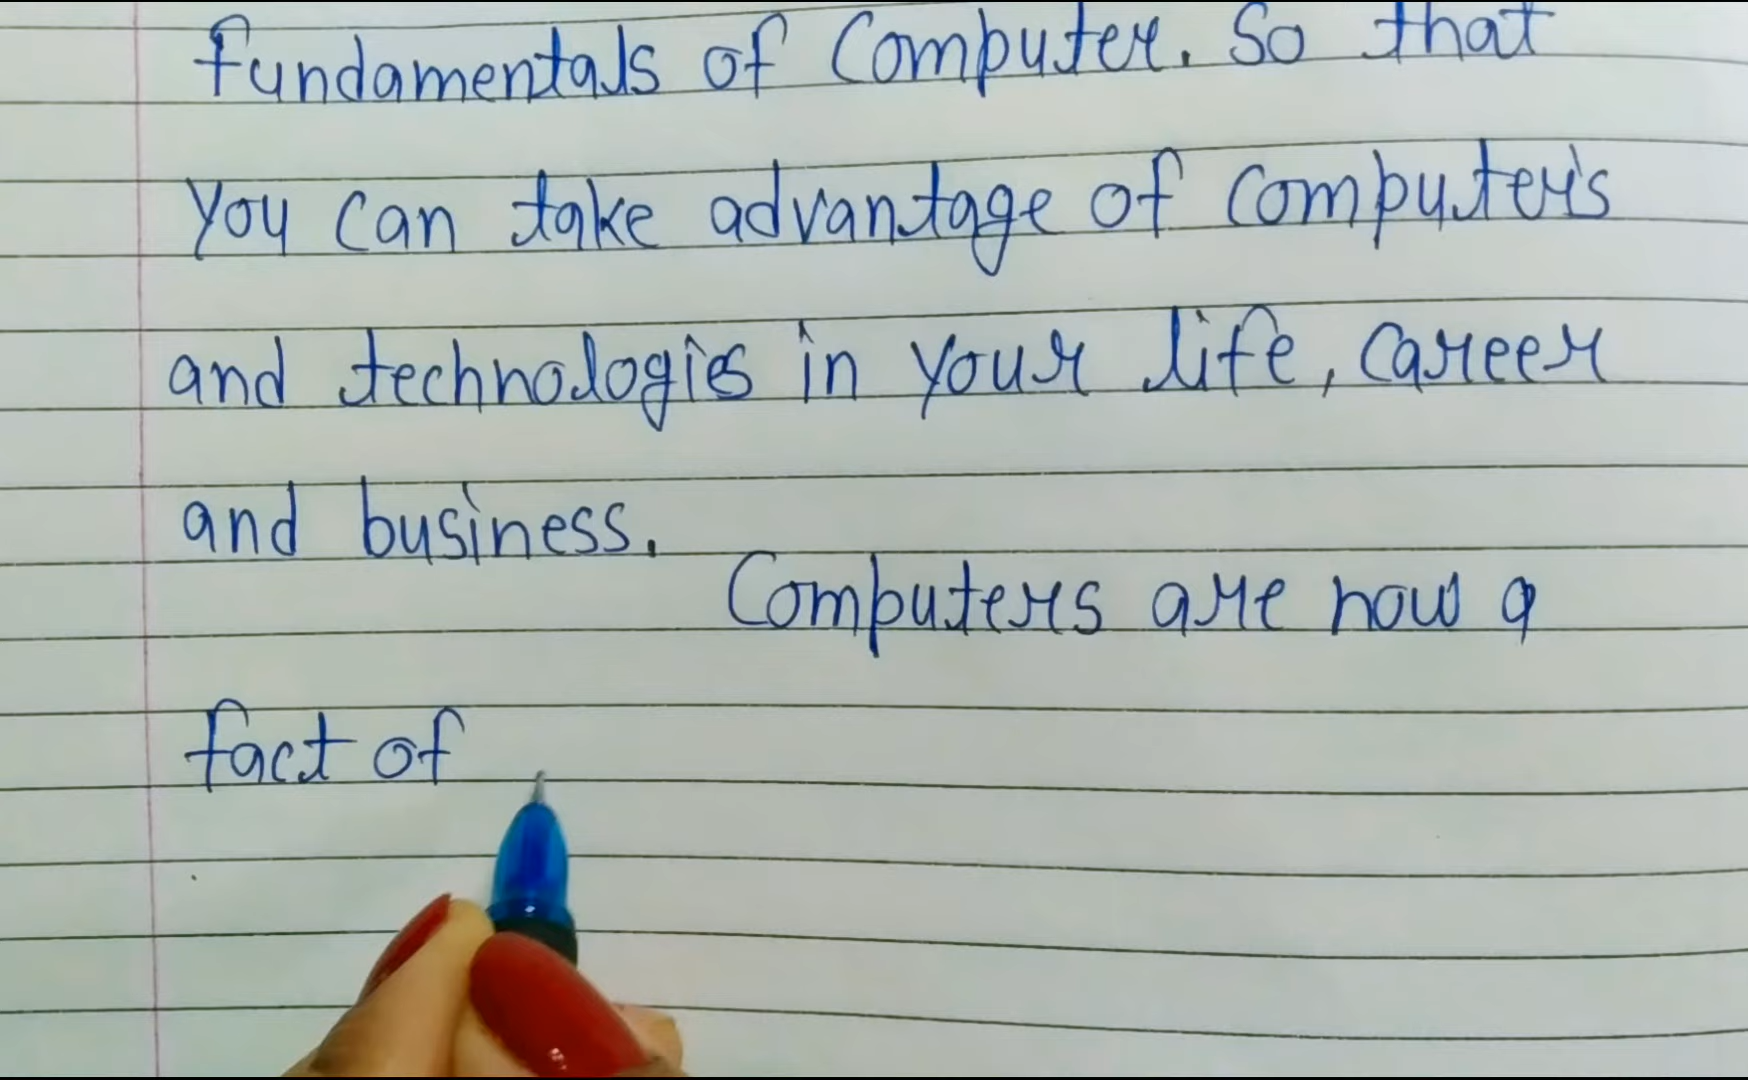 fundamentals of Computer. So that
you can take advantage of computer's
and technologies in your life, career
and business.
Computers are now a
fact of